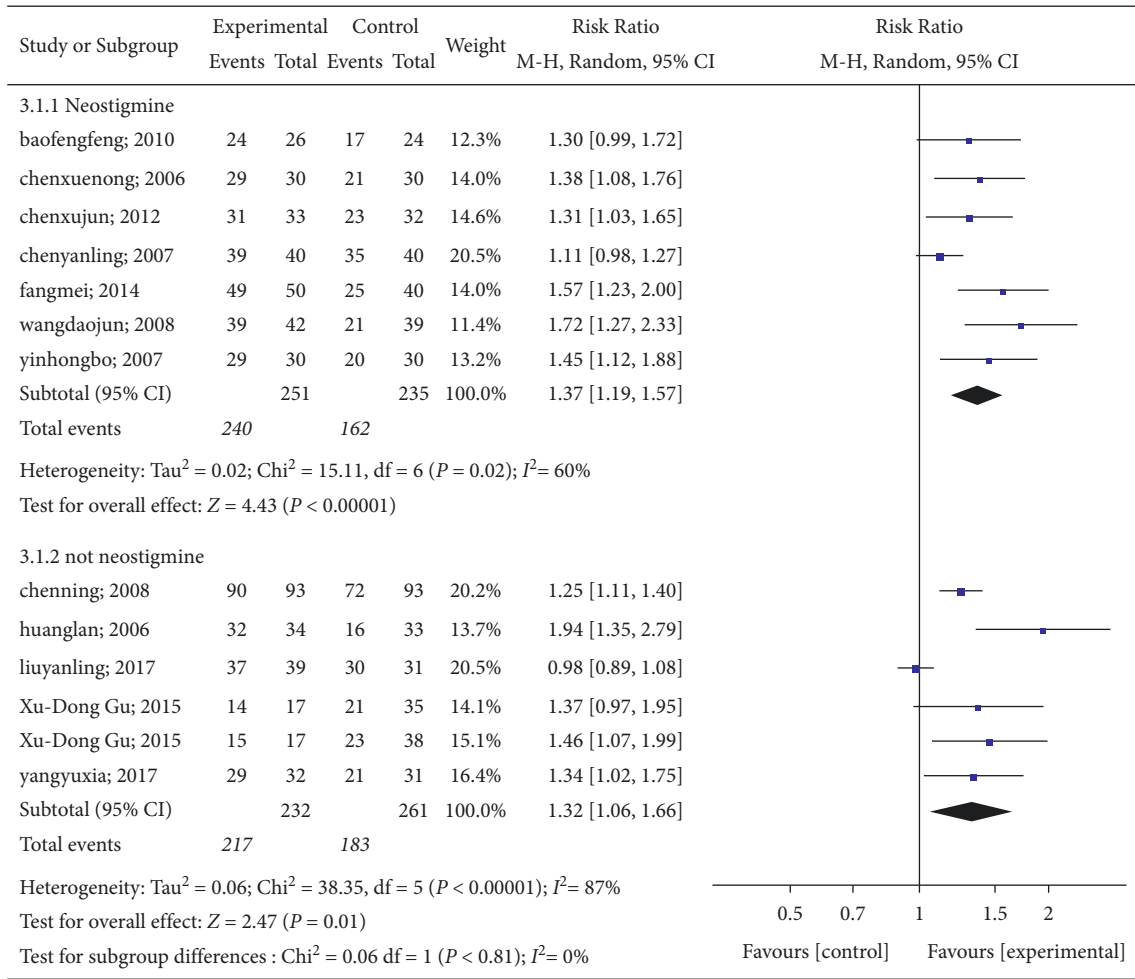 Study or Subgroup Experimental Control Weight Risk Ratio Risk Ratio
Events Total Events Total M-H, Random, 95% CI M-H, Random, 95% CI
3.1.1 Neostigmine
baofengfeng; 2010 24 26 17 24 12.3% 1.30 [0.99, 1.72]
chenxuenong; 2006 29 30 21 30 14.0% 1.38 [1.08, 1.76]
chenxujun; 2012 31 33 23 32 14.6% 1.31 [1.03, 1.65]
chenyanling; 2007 39 40 35 40 20.5% 1.11 [0.98, 1.27]
fangmei; 2014 49 50 25 40 14.0% 1.57 [1.23, 2.00]
wangdaojun; 2008 39 42 21 39 11.4% 1.72 [1.27, 2.33]
yinhongbo; 2007 29 30 20 30 13.2% 1.45 [1.12, 1.88]
Subtotal (95% CI) 251 235 100.0% 1.37 [1.19, 1.57]
Total events 240 162
Heterogeneity: Tau² = 0.02; Chi² = 15.11, df = 6 (P = 0.02); I²= 60%
Test for overall effect: Z = 4.43 (P < 0.00001)
3.1.2 not neostigmine
chenning; 2008 90 93 72 93 20.2% 1.25 [1.11, 1.40]
huanglan; 2006 32 34 16 33 13.7% 1.94 [1.35, 2.79]
liuyanling; 2017 37 39 30 31 20.5% 0.98 [0.89, 1.08]
Xu-Dong Gu; 2015 14 17 21 35 14.1% 1.37 [0.97, 1.95]
Xu-Dong Gu; 2015 15 17 23 38 15.1% 1.46 [1.07, 1.99]
yangyuxia; 2017 29 32 21 31 16.4% 1.34 [1.02, 1.75]
Subtotal (95% CI) 232 261 100.0% 1.32 [1.06, 1.66]
Total events 217 183
Heterogeneity: Tau² = 0.06; Chi² = 38.35, df = 5 (P < 0.00001); I²= 87%
Test for overall effect: Z = 2.47 (P = 0.01)
Test for subgroup differences : Chi² = 0.06 df = 1 (P < 0.81); I²= 0%
0.5 0.7 1 1.5 2
Favours [control] Favours [experimental]